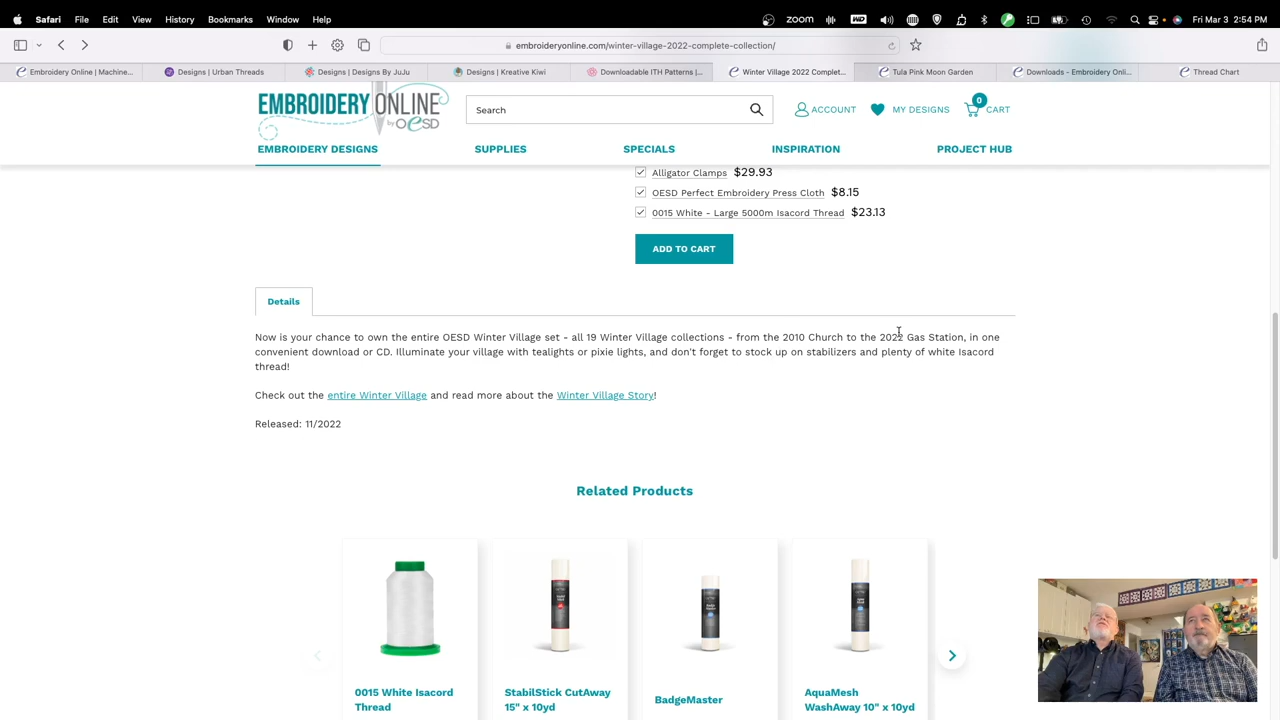 Safari File Edit View History Bookmarks Window Help zoom WD Fri Mar 3 2:54 PM
embroideryonline.com/winter-village-2022-complete-collection/
Embroidery Online | Machine... Designs | Urban Threads Designs | Designs By JuJu Designs | Kreative Kiwi Downloadable ITH Patterns |... Winter Village 2022 Complet... Tula Pink Moon Garden Downloads - Embroidery Onli... Thread Chart
EMBROIDERY ONLINE
by OESD
Search
ACCOUNT MY DESIGNS 0 CART
EMBROIDERY DESIGNS SUPPLIES SPECIALS INSPIRATION PROJECT HUB
Alligator Clamps $29.93
OESD Perfect Embroidery Press Cloth $8.15
0015 White - Large 5000m Isacord Thread $23.13
ADD TO CART
Details
Now is your chance to own the entire OESD Winter Village set - all 19 Winter Village collections - from the 2010 Church to the 2022 Gas Station, in one
convenient download or CD. Illuminate your village with tealights or pixie lights, and don't forget to stock up on stabilizers and plenty of white Isacord
thread!
Check out the entire Winter Village and read more about the Winter Village Story!
Released: 11/2022
Related Products
0015 White Isacord
Thread
StabilStick CutAway
15" x 10yd
BadgeMaster
AquaMesh
WashAway 10" x 10yd